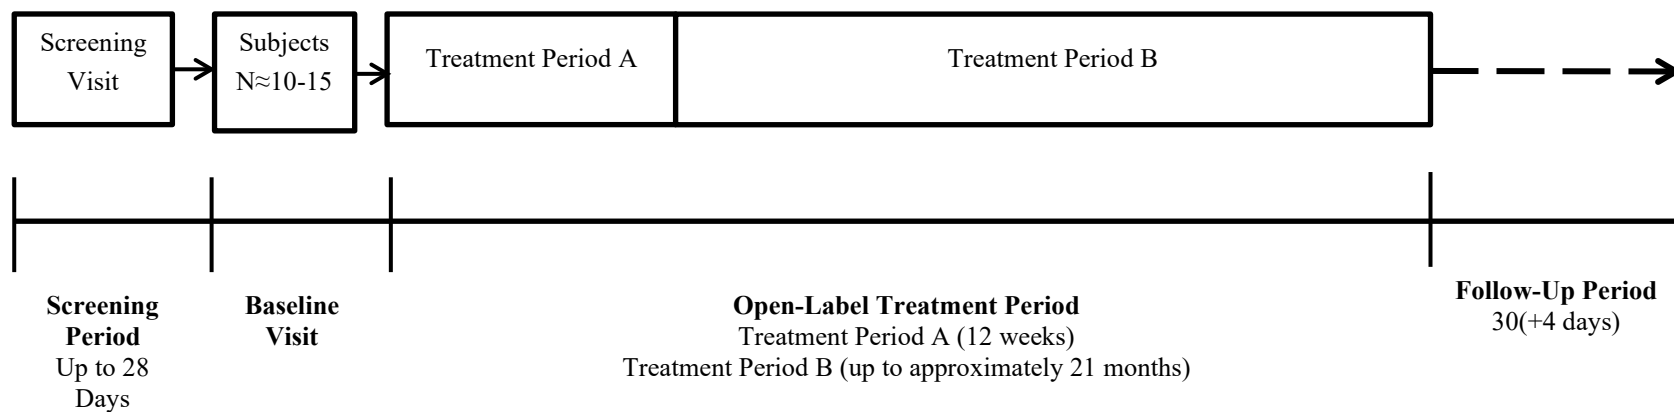 Screening
Visit
Subjects
N≈10-15
Treatment Period A
Treatment Period B
Screening
Period
Up to 28
Days
Baseline
Visit
Open-Label Treatment Period
Treatment Period A (12 weeks)
Treatment Period B (up to approximately 21 months)
Follow-Up Period
30(+4 days)